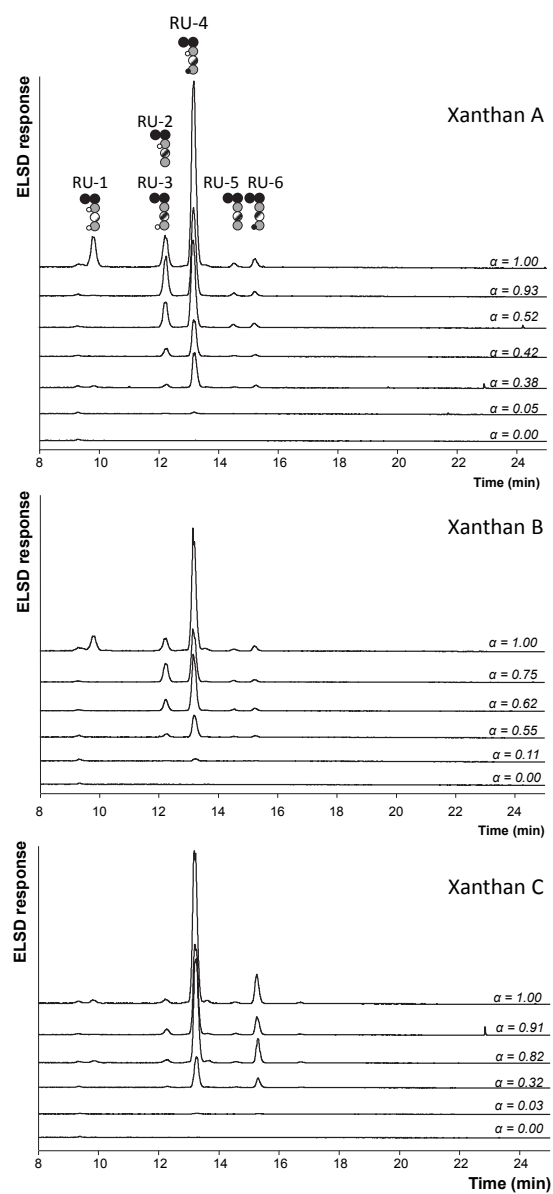 RU-4
Xanthan A
RU-2
RU-1 RU-3 RU-5 RU-6
ELSD response
α = 1.00
α = 0.93
α = 0.52
α = 0.42
α = 0.38
α = 0.05
α = 0.00
8 10 12 14 16 18 20 22 24
Time (min)
Xanthan B
ELSD response
α = 1.00
α = 0.75
α = 0.62
α = 0.55
α = 0.11
α = 0.00
8 10 12 14 16 18 20 22 24
Time (min)
Xanthan C
ELSD response
α = 1.00
α = 0.91
α = 0.82
α = 0.32
α = 0.03
α = 0.00
8 10 12 14 16 18 20 22 24
Time (min)